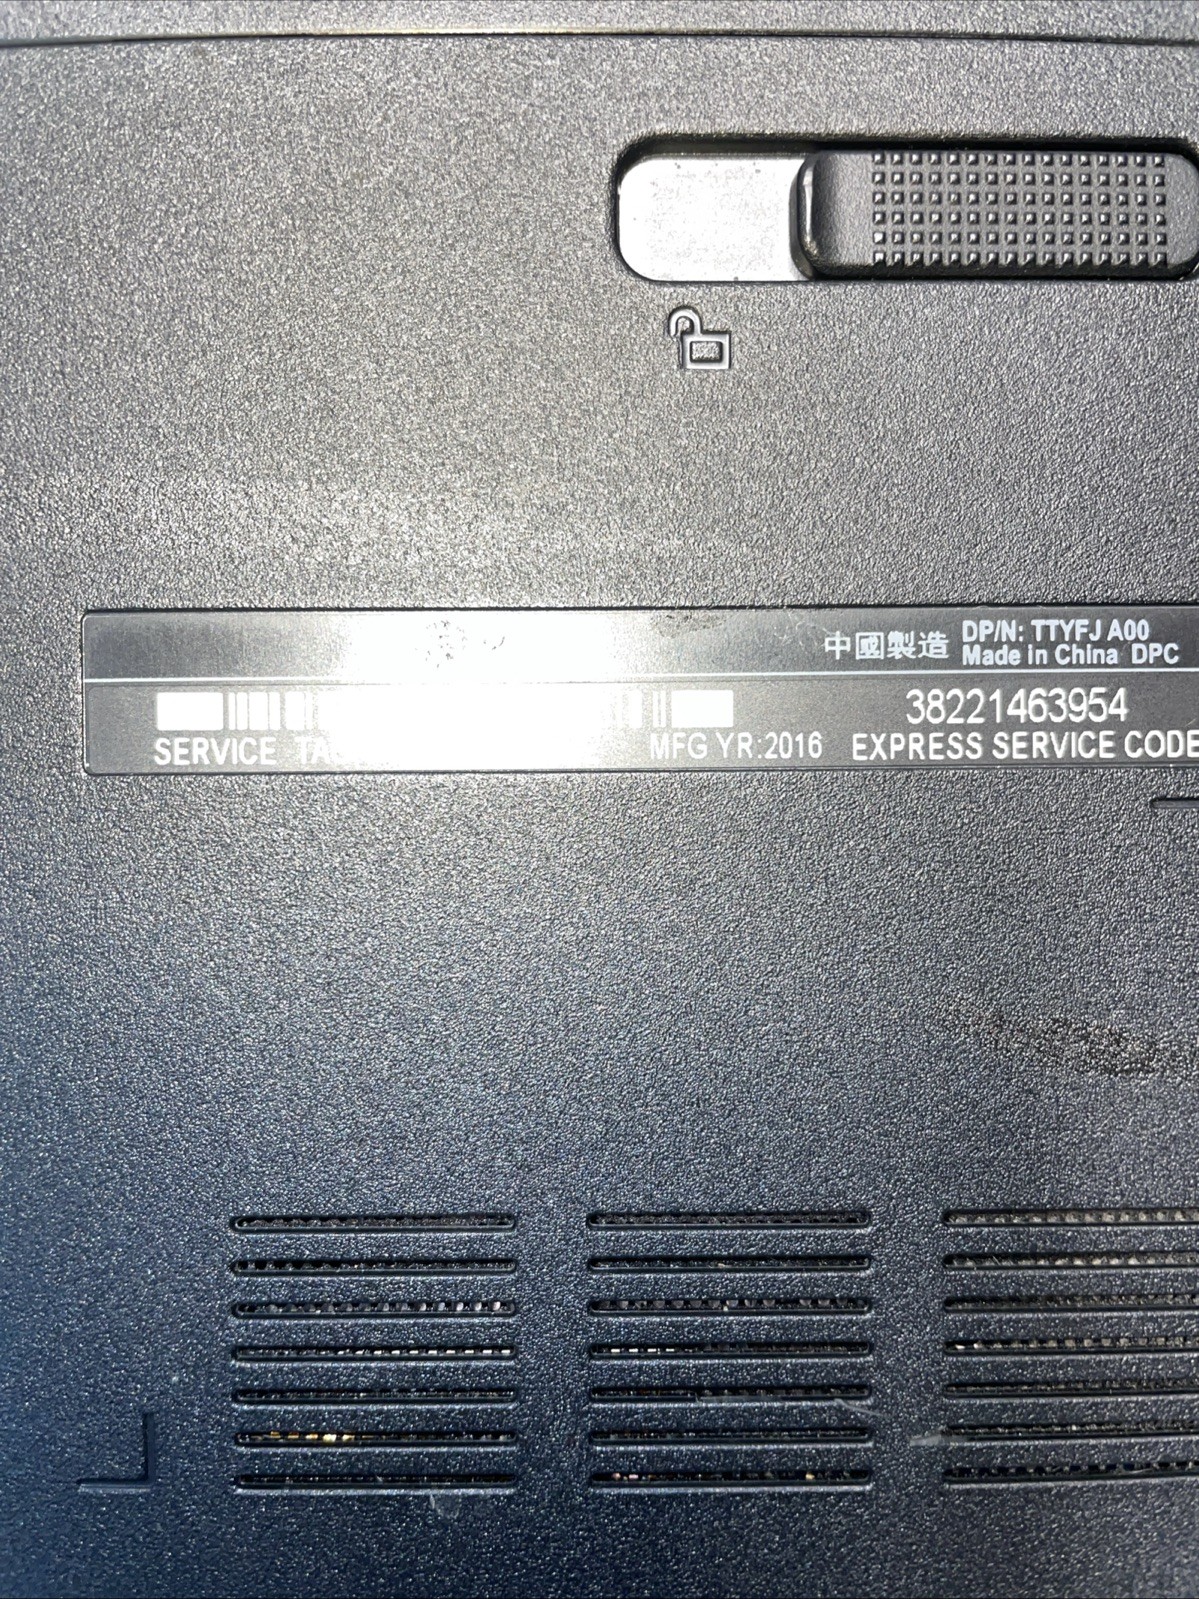 中國製造
DP/N: TTYFJ A00
Made in China DPC
38221463954
SERVICE
MFG YR:2016
EXPRESS SERVICE CODE